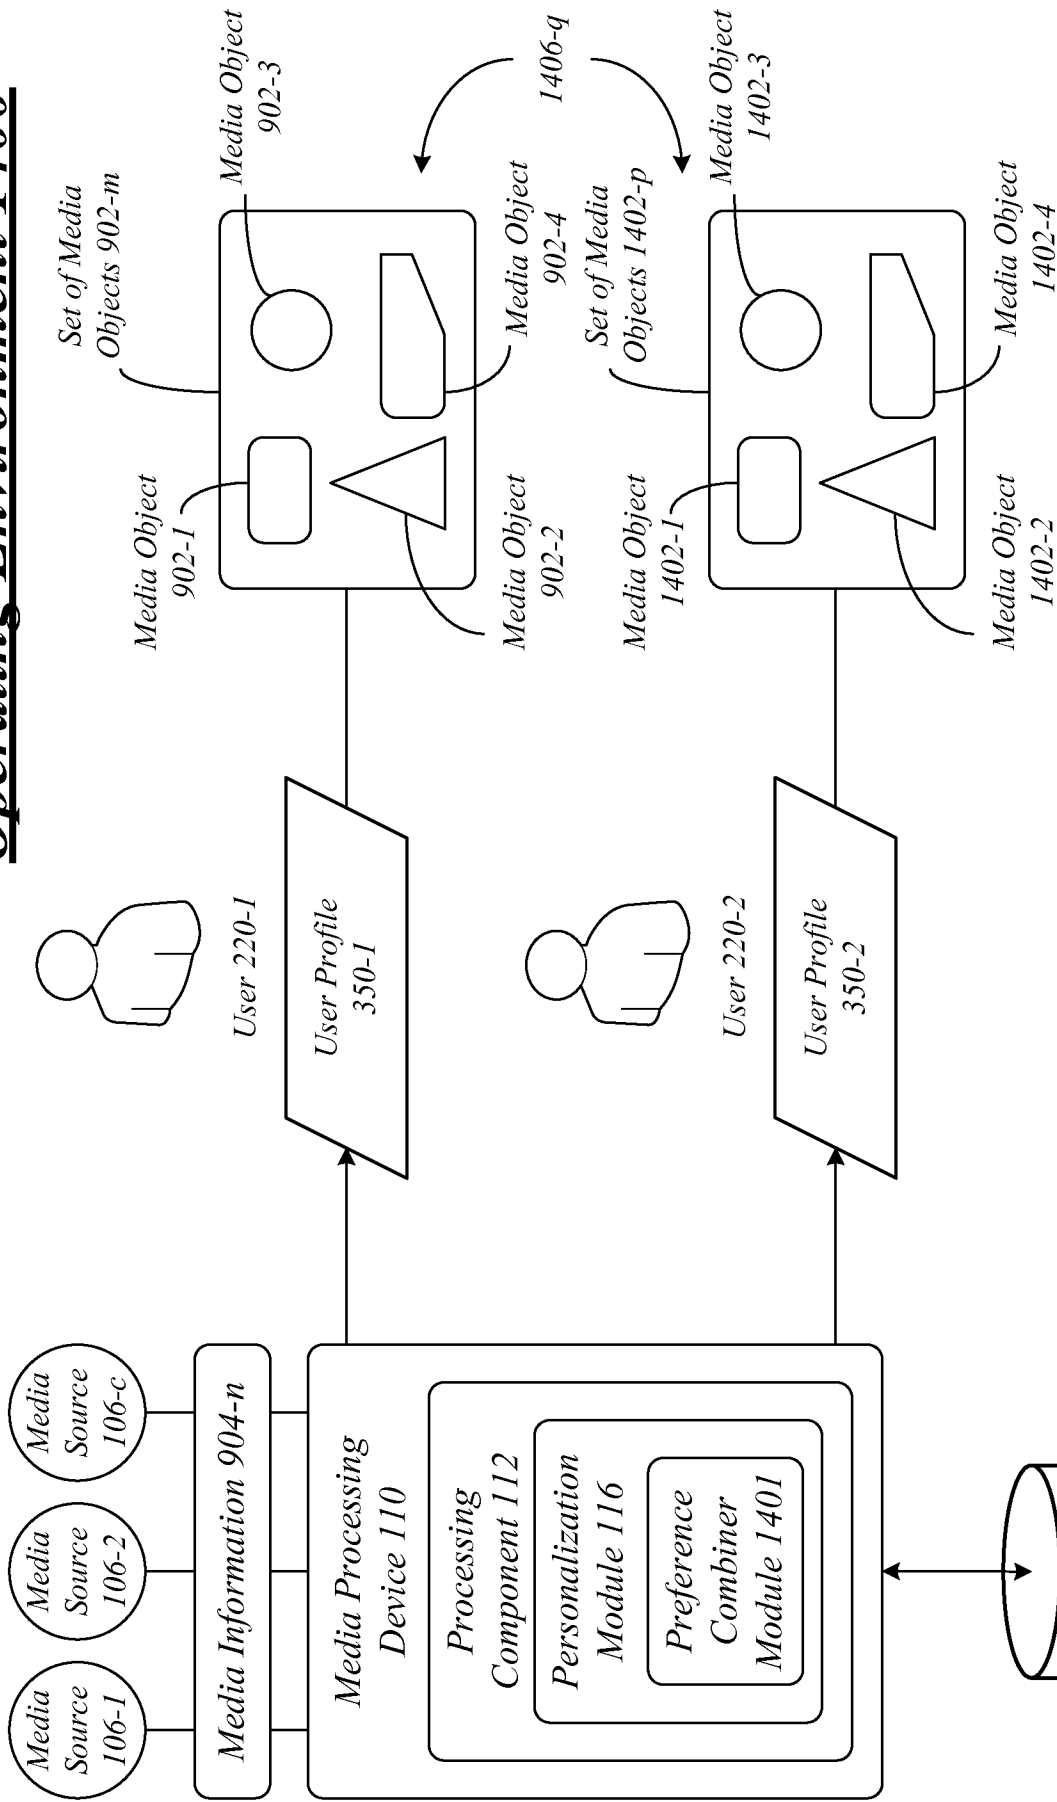 Operating Environment
Media
Source
106-1
Media
Source
106-2
Media
Source
106-c
Media Information 904-n
Media Processing
Device 110
Processing
Component 112
Personalization
Module 116
Preference
Combiner
Module 1401
User 220-1
User Profile
350-1
User 220-2
User Profile
350-2
Set of Media
Objects 902-m
Media Object
902-1
Media Object
902-2
Media Object
902-3
Media Object
902-4
1406-q
Set of Media
Objects 1402-p
Media Object
1402-1
Media Object
1402-2
Media Object
1402-3
Media Object
1402-4